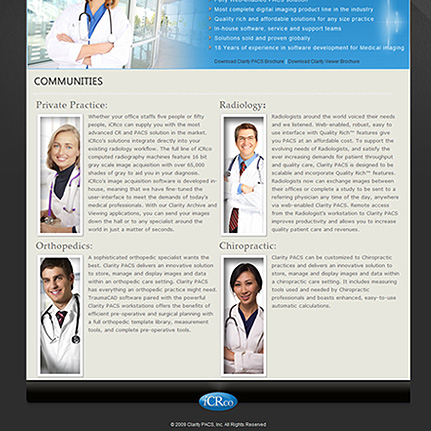 Fully Web-enabled PACS solution
Most complete digital imaging product line in the industry
Quality rich and affordable solutions for any size practice
In-house software, service and support teams
Solutions sold and proven globally
18 Years of experience in software development for Medical imaging
Download Clarity PACS Brochure | Download Clarity Viewer Brochure
COMMUNITIES
Private Practice:
Whether your office staffs five people or fifty
people, iCRco can supply you with the most
advanced CR and PACS solution in the market.
iCRco's solutions integrate directly into your
existing radiology workflow. The full line of iCRco
computed radiography machines feature 16 bit
gray scale image acquisition with over 65,000
shades of gray to aid you in your diagnosis.
iCRco's image acquisition software is developed in-
house, meaning that we have fine-tuned the
user-interface to meet the demands of today's
medical professionals. With our Clarity Archive and
Viewing applications, you can send your images
down the hall or to any specialist around the
world in just a matter of seconds.
Radiology:
Radiologists around the world voiced their needs
and we listened. Web-enabled, robust, easy to
use interface with Quality Rich™ features give
you PACS at an affordable cost. To support the
evolving needs of Radiologists, and satisfy the
ever increasing demands for patient throughput
and quality care, Clarity PACS is designed to be
scalable and incorporate Quality Rich™ features.
Radiologists now can exchange images between
their offices or complete a study to be sent to a
referring physician any time of the day, anywhere
via web-enabled Clarity PACS. Remote access
from the Radiologist's workstation to Clarity PACS
improves productivity and allows you to increase
quality patient care and revenues.
Orthopedics:
A sophisticated orthopedic specialist wants the
best. Clarity PACS delivers an innovative solution
to store, manage and display images and data
within an orthopedic care setting. Clarity PACS
has everything an orthopedic practice might need.
TraumaCAD software paired with the powerful
Clarity PACS workstations offers the benefits of
efficient pre-operative and surgical planning with
a full orthopedic template library, measurement
tools, and complete pre-operative tools.
Chiropractic:
Clarity PACS can be customized to Chiropractic
practices and delivers an innovative solution to
store, manage and display images and data within
a chiropractic care setting. It includes measuring
tools used and needed by Chiropractic
professionals and boasts enhanced, easy-to-use
automatic calculations.
iCRco
© 2009 Clarity PACS, Inc. All Rights Reserved